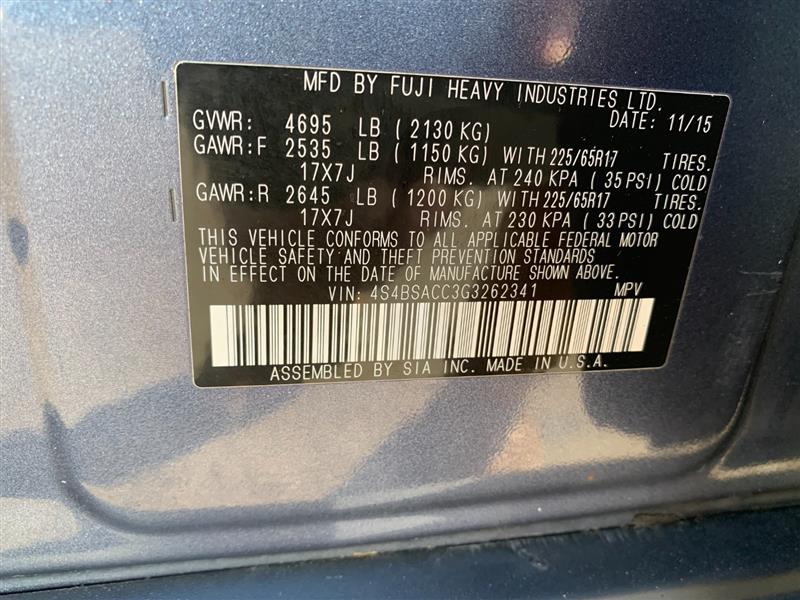 MFD BY FUJI HEAVY INDUSTRIES LTD.
GVWR: 4695 LB ( 2130 KG) DATE: 11/15
GAWR:F 2535 LB ( 1150 KG) WITH 225/65R17 TIRES.
17X7J RIMS. AT 240 KPA ( 35 PSI) COLD
GAWR:R 2645 LB ( 1200 KG) WITH 225/65R17 TIRES.
17X7J RIMS. AT 230 KPA ( 33 PSI) COLD
THIS VEHICLE CONFORMS TO ALL APPLICABLE FEDERAL MOTOR
VEHICLE SAFETY AND THEFT PREVENTION STANDARDS
IN EFFECT ON THE DATE OF MANUFACTURE SHOWN ABOVE.
VIN: 4S4BSACC3G3262341 MPV
ASSEMBLED BY SIA INC. MADE IN U.S.A.